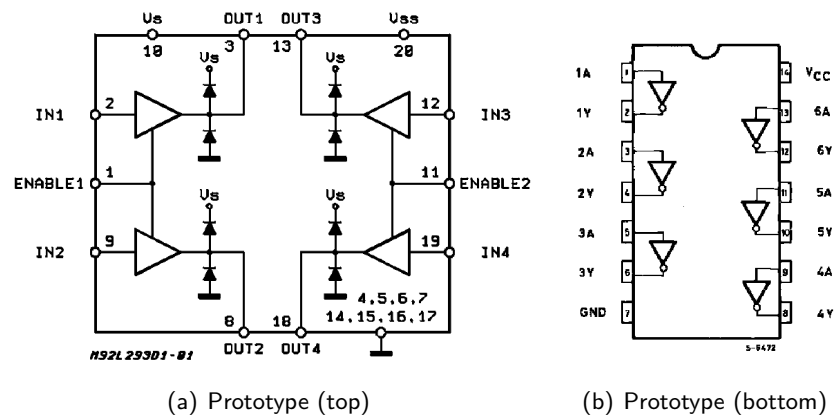 Vs OUT1 OUT3 Vss
10 3 13 20
Vs Vs
IN1 2 12 IN3
ENABLE1 1 11 ENABLE2
Vs Vs
IN2 9 19 IN4
4,5,6,7
14,15,16,17
8 18
OUT2 OUT4
M92L293D1-01
(a) Prototype (top)
1A 1 14 VCC
1Y 2 13 6A
2A 3 12 6Y
2Y 4 11 5A
3A 5 10 5Y
3Y 6 9 4A
GND 7 8 4Y
S-8472
(b) Prototype (bottom)